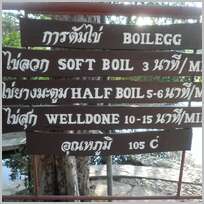 การต้มไข่ BOILEGG
ไข่ลวก SOFT BOIL 3 นาที/MI
ไข่ยางมะตูม HALF BOIL 5-6 นาที/MI
ไข่สุก WELLDONE 10-15 นาที/MI
อุณหภูมิ 105 C